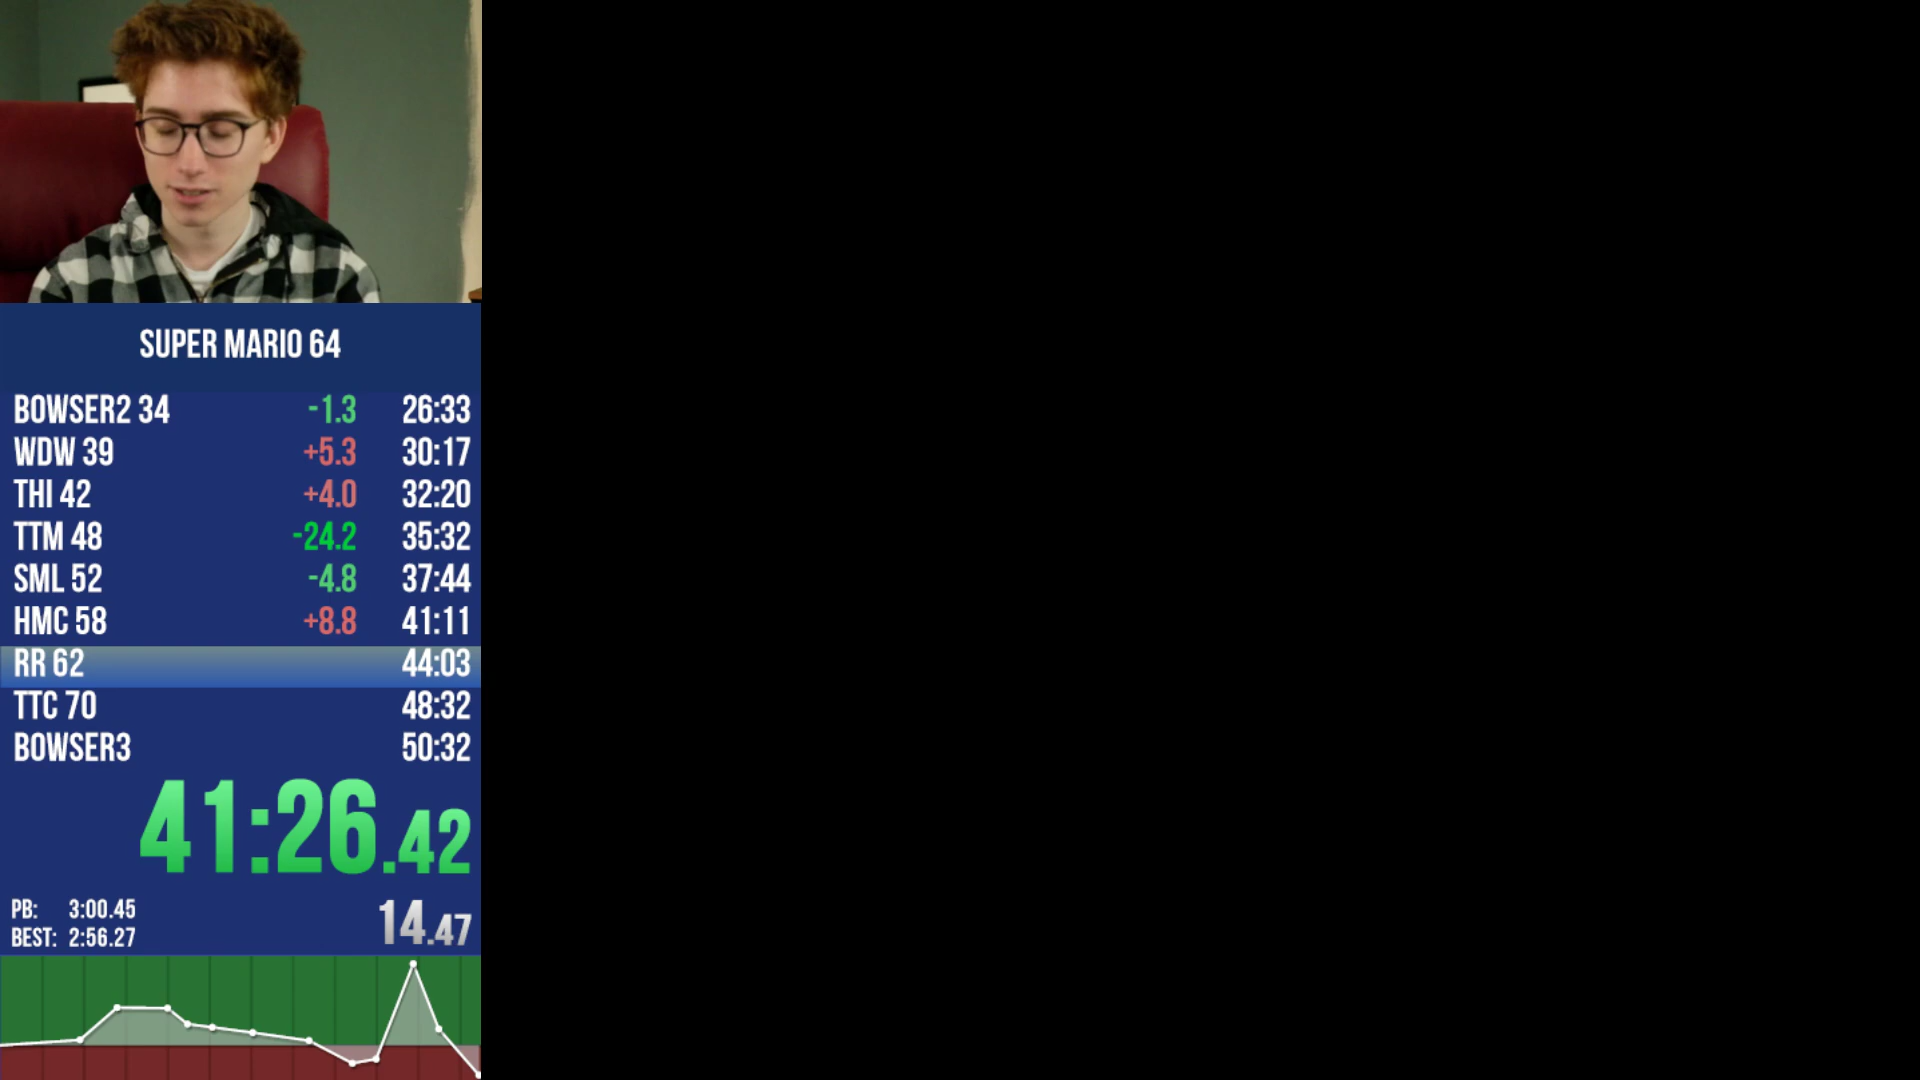 SUPER MARIO 64
BOWSER2 34 -1.3 26:33
WDW 39 +5.3 30:17
THI 42 +4.0 32:20
TTM 48 -24.2 35:32
SML 52 -4.8 37:44
HMC 58 +8.8 41:11
RR 62 44:03
TTC 70 48:32
BOWSER3 50:32
41:26.42
PB: 3:00.45 14.47
BEST: 2:56.27